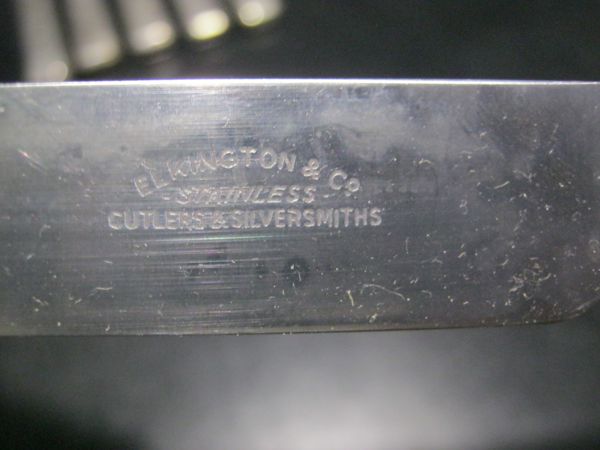 ELKINGTON & Co
STAINLESS
CUTLERS & SILVERSMITHS